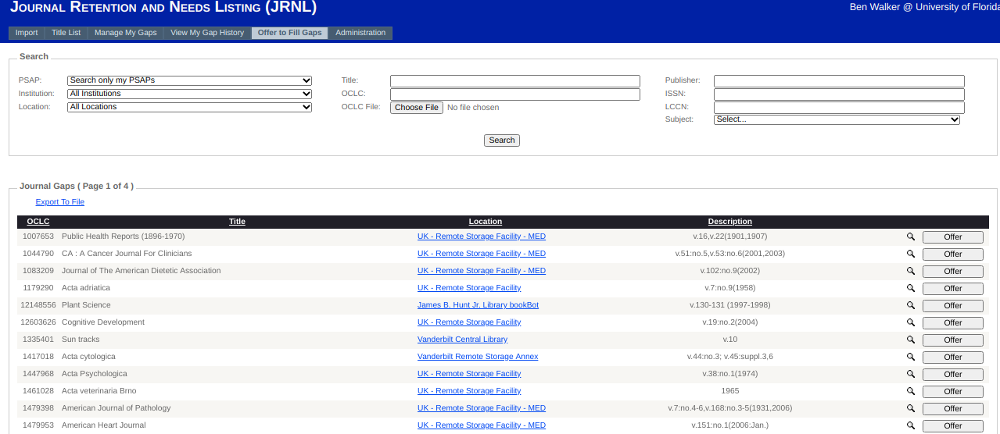 JOURNAL RETENTION AND NEEDS LISTING (JRNL)
Ben Walker @ University of Florida
Import Title List Manage My Gaps View My Gap History Offer to Fill Gaps Administration
Search
PSAP: Search only my PSAPs Title: Publisher:
Institution: All Institutions OCLC: ISSN:
Location: All Locations OCLC File: Choose File No file chosen LCCN:
Subject: Select...
Search
Journal Gaps ( Page 1 of 4 )
Export To File
OCLC Title Location Description
1007653 Public Health Reports (1896-1970) UK - Remote Storage Facility - MED v.16,v.22(1901,1907) Offer
1044790 CA : A Cancer Journal For Clinicians UK - Remote Storage Facility - MED v.51:no.5,v.53:no.6(2001,2003) Offer
1083209 Journal of The American Dietetic Association UK - Remote Storage Facility - MED v.102:no.9(2002) Offer
1179290 Acta adriatica UK - Remote Storage Facility v.7:no.9(1958) Offer
12148556 Plant Science James B. Hunt Jr. Library bookBot v.130-131 (1997-1998) Offer
12603626 Cognitive Development UK - Remote Storage Facility v.19:no.2(2004) Offer
1335401 Sun tracks Vanderbilt Central Library v.10 Offer
1417018 Acta cytologica Vanderbilt Remote Storage Annex v.44:no.3; v.45:suppl.3,6 Offer
1447968 Acta Psychologica UK - Remote Storage Facility v.38:no.1(1974) Offer
1461028 Acta veterinaria Brno UK - Remote Storage Facility 1965 Offer
1479398 American Journal of Pathology UK - Remote Storage Facility - MED v.7:no.4-6,v.168:no.3-5(1931,2006) Offer
1479953 American Heart Journal UK - Remote Storage Facility - MED v.151:no.1(2006:Jan.) Offer